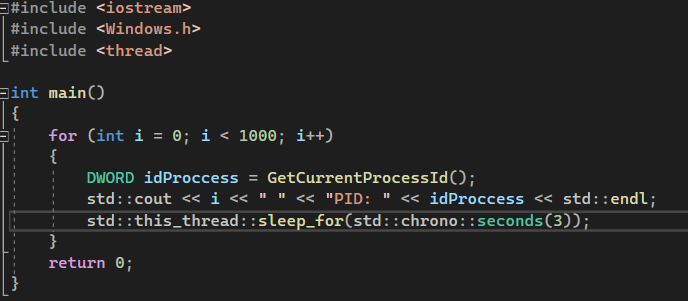 #include <iostream>
#include <Windows.h>
#include <thread>
int main()
{
for (int i = 0; i < 1000; i++)
{
DWORD idProccess = GetCurrentProcessId();
std::cout << i << " " << "PID: " << idProccess << std::endl;
std::this_thread::sleep_for(std::chrono::seconds(3));
}
return 0;
}